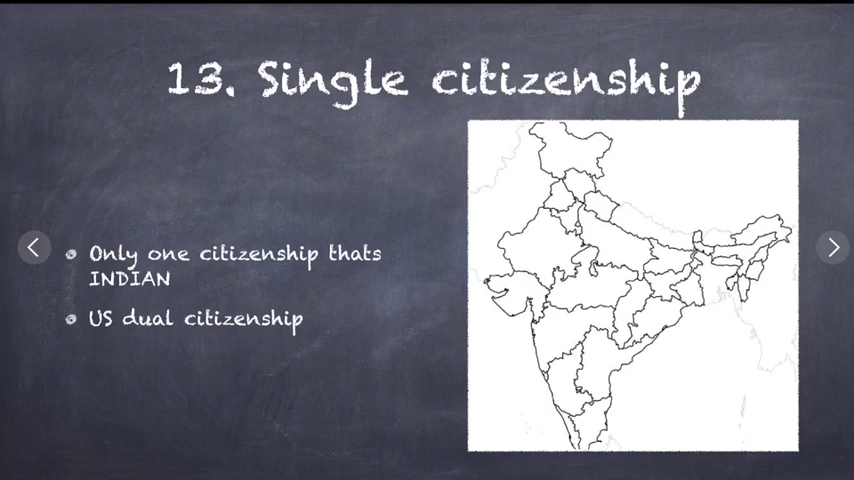 13. Single citizenship
Only one citizenship thats
INDIAN
US dual citizenship